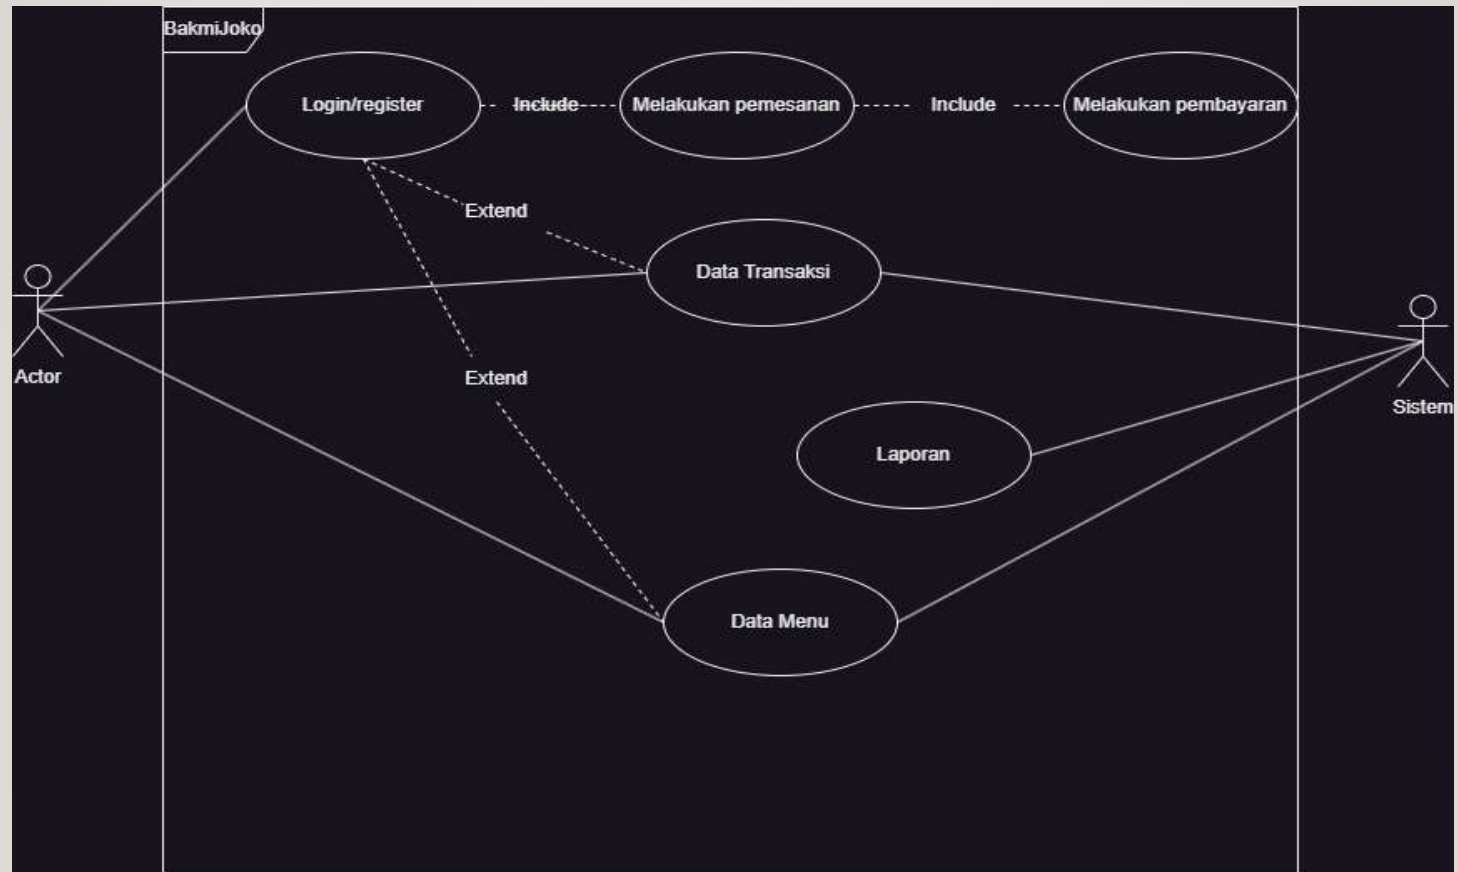 BakmiJoko
Login/register
Include
Melakukan pemesanan
Include
Melakukan pembayaran
Extend
Data Transaksi
Actor
Extend
Sistem
Laporan
Data Menu